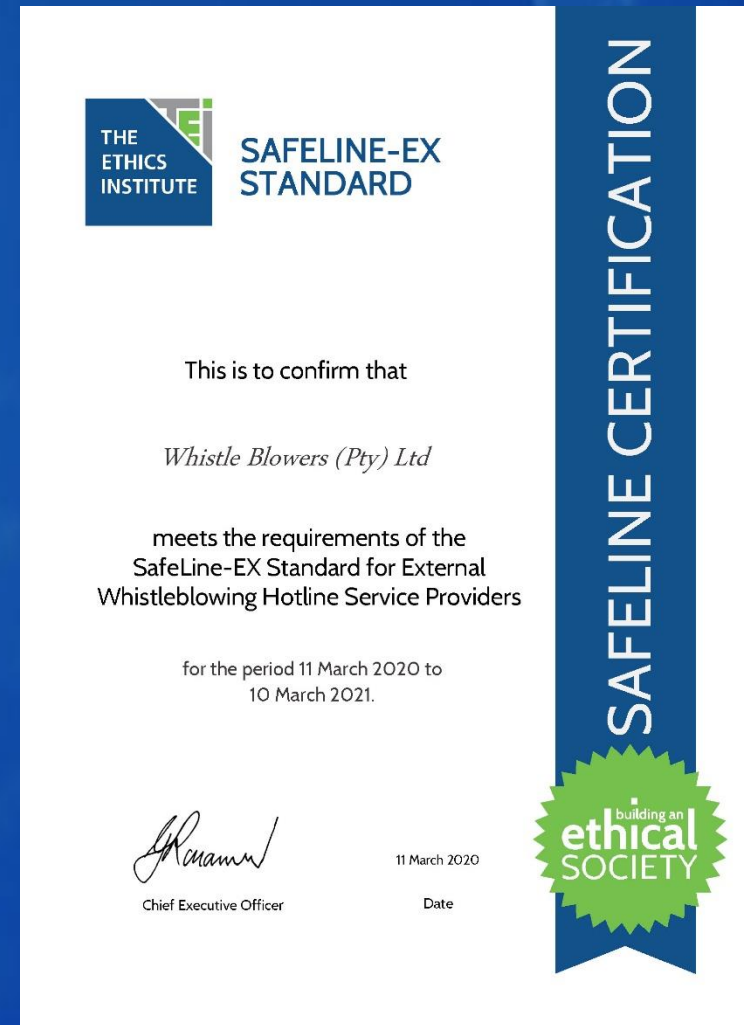 TEi
THE
ETHICS
INSTITUTE
SAFELINE-EX
STANDARD
This is to confirm that
Whistle Blowers (Pty) Ltd
meets the requirements of the
SafeLine-EX Standard for External
Whistleblowing Hotline Service Providers
for the period 11 March 2020 to
10 March 2021.
11 March 2020
Chief Executive Officer
Date
SAFELINE CERTIFICATION
building an
ethical
SOCIETY